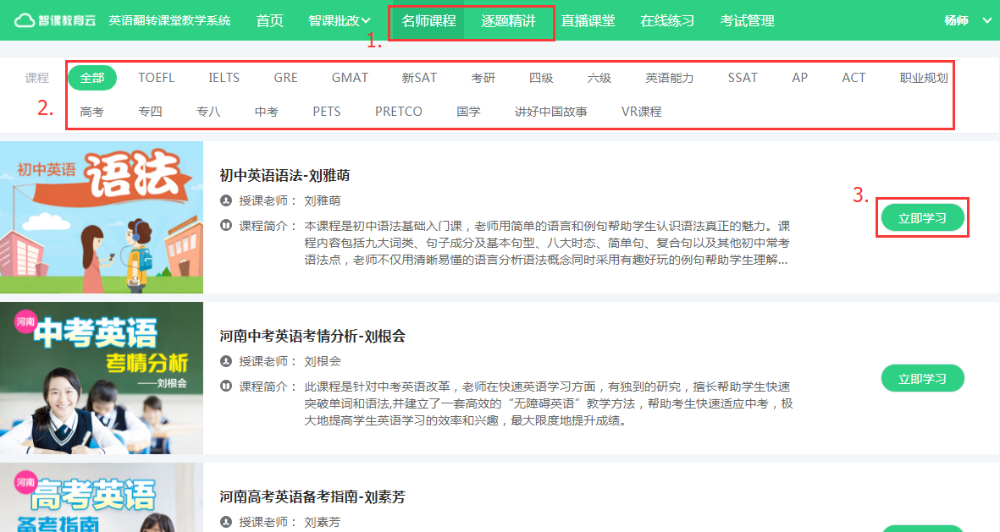 智课教育云 英语翻转课堂教学系统 首页 智课批改 名师课程 逐题精讲 直播课堂 在线练习 考试管理 杨帅
1.
课程 全部 TOEFL IELTS GRE GMAT 新SAT 考研 四级 六级 英语能力 SSAT AP ACT 职业规划
2.
高考 专四 专八 中考 PETS PRETCO 国学 讲好中国故事 VR课程
初中英语 语法
初中英语语法-刘雅萌
授课老师： 刘雅萌
3.
课程简介： 本课程是初中语法基础入门课，老师用简单的语言和例句帮助学生认识语法真正的魅力。课
程内容包括九大词类、句子成分及基本句型、八大时态、简单句、复合句以及其他初中常考
语法点，老师不仅用清晰易懂的语言分析语法概念同时采用有趣好玩的例句帮助学生理解...
立即学习
河南
中考英语
考情分析
——刘根会
河南中考英语考情分析-刘根会
授课老师： 刘根会
课程简介： 此课程是针对中考英语改革，老师在快速英语学习方面，有独到的研究，擅长帮助学生快速
突破单词和语法,并建立了一套高效的“无障碍英语”教学方法，帮助考生快速适应中考，极
大地提高学生英语学习的效率和兴趣，最大限度地提升成绩。
立即学习
河南
高考英语
备考指南
河南高考英语备考指南-刘素芳
授课老师： 刘素芳